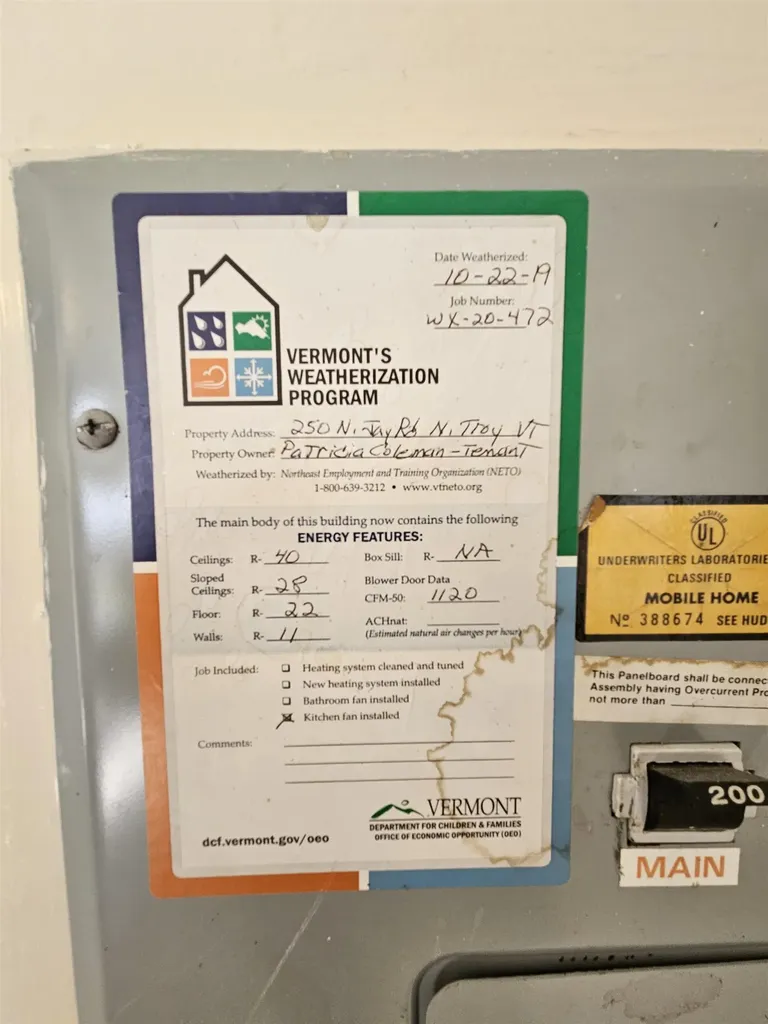 Date Weatherized:
10-22-19
Job Number:
WX-20-472
VERMONT'S
WEATHERIZATION
PROGRAM
Property Address: 250 N. Jay Rd N. Troy VT
Property Owner: Patricia Coleman - Tenant
Weatherized by: Northeast Employment and Training Organization (NETO)
1-800-639-3212 • www.vtneto.org
The main body of this building now contains the following
ENERGY FEATURES:
Ceilings: R- 40 Box Sill: R- NA
Sloped Ceilings: R- 28 Blower Door Data
CFM-50: 1120
Floor: R- 22 ACHnat:
Walls: R- 11 (Estimated natural air changes per hour)
Job Included: Heating system cleaned and tuned
New heating system installed
Bathroom fan installed
Kitchen fan installed
Comments:
VERMONT
DEPARTMENT FOR CHILDREN & FAMILIES
OFFICE OF ECONOMIC OPPORTUNITY (OEO)
dcf.vermont.gov/oeo
CLASSIFIED
UL
UNDERWRITERS LABORATORIE
CLASSIFIED
MOBILE HOME
No 388674 SEE HUD
This Panelboard shall be connec
Assembly having Overcurrent Pro
not more than
200
MAIN